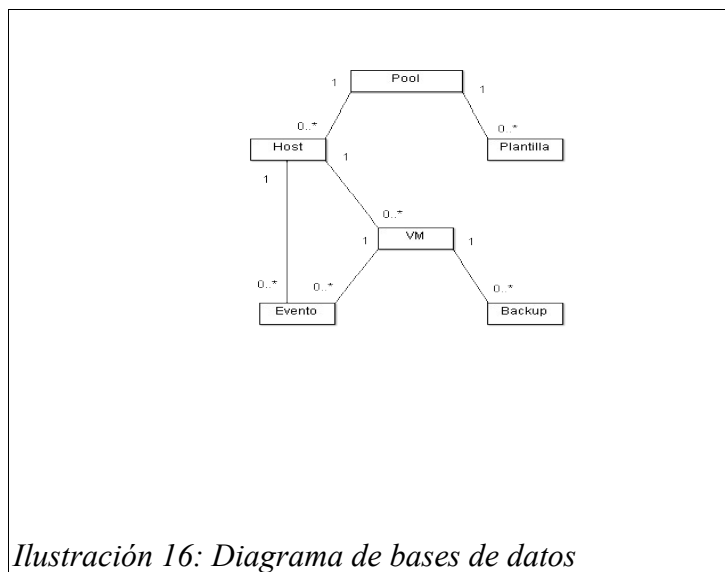 Pool
1
1
0..*
0..*
Host
Plantilla
1
1
0..*
VM
1
1
0..*
0..*
0..*
Evento
Backup
Ilustración 16: Diagrama de bases de datos